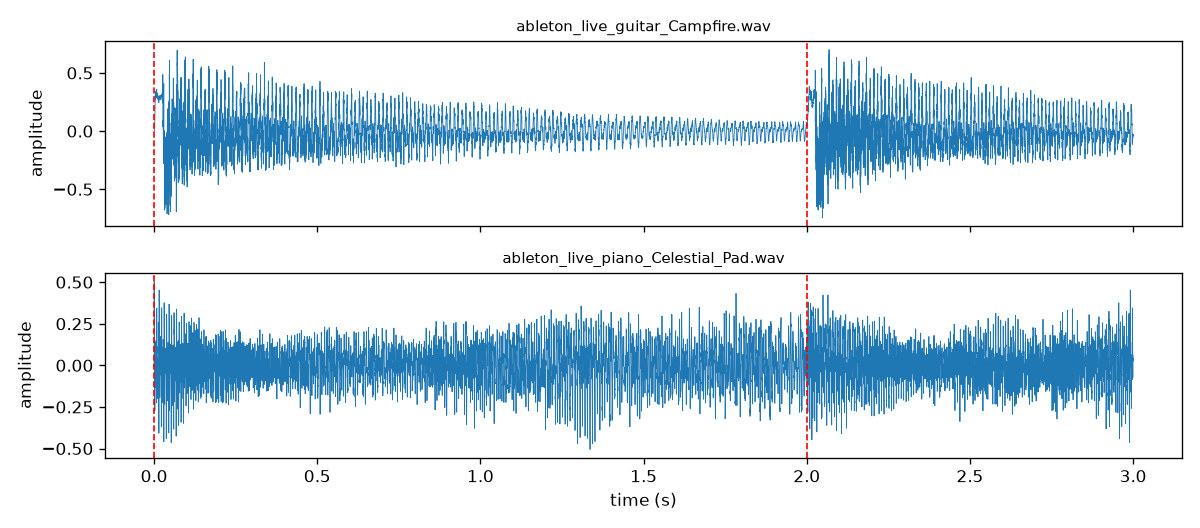 ableton_live_guitar_Campfire.wav
amplitude
0.5
0.0
−0.5
ableton_live_piano_Celestial_Pad.wav
amplitude
0.50
0.25
0.00
−0.25
−0.50
0.0 0.5 1.0 1.5 2.0 2.5 3.0
time (s)